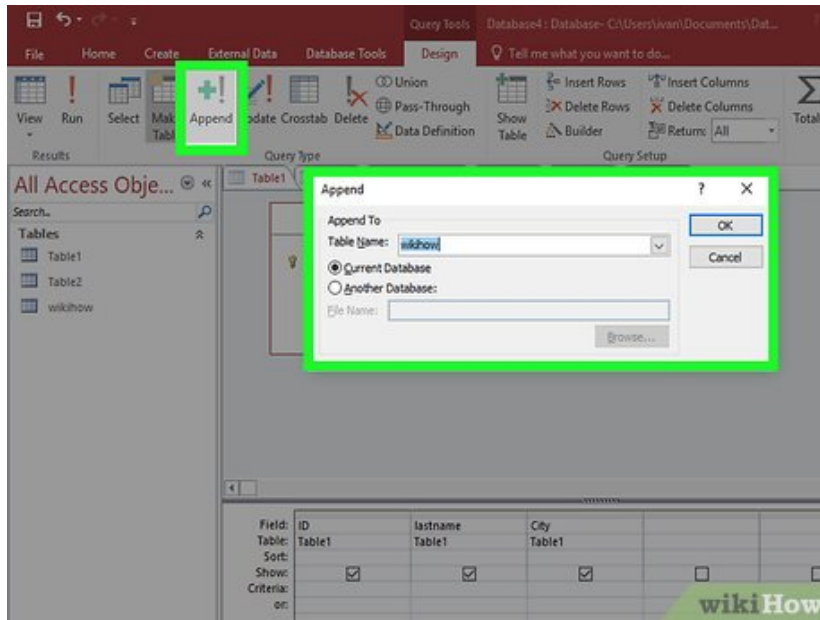 Query Tools Database4 : Database- C:\Users\ivan\Documents\Dat...
File Home Create External Data Database Tools Design Tell me what you want to do...
Union
Pass-Through
Data Definition
Insert Rows
Delete Rows
Builder
Insert Columns
Delete Columns
Return: All
View Run Select Append Crosstab Delete Show Table
Results Query Type Query Setup
All Access Obje...
Search..
Tables
Table1
Table2
wikihow
Table1
Append ? X
Append To
Table Name: wikihow
Current Database
Another Database:
File Name:
Browse...
OK
Cancel
Field: ID lastname City
Table: Table1 Table1 Table1
Sort:
Show:
Criteria:
or:
wikiHow